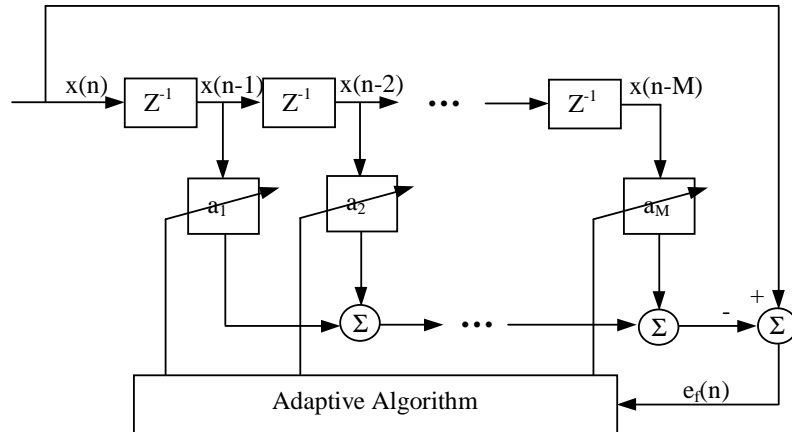 x(n) x(n-1) x(n-2) x(n-M)
Z⁻¹ Z⁻¹ ••• Z⁻¹
a₁ a₂ a_M
+
Σ ••• Σ - Σ
Adaptive Algorithm e_f(n)